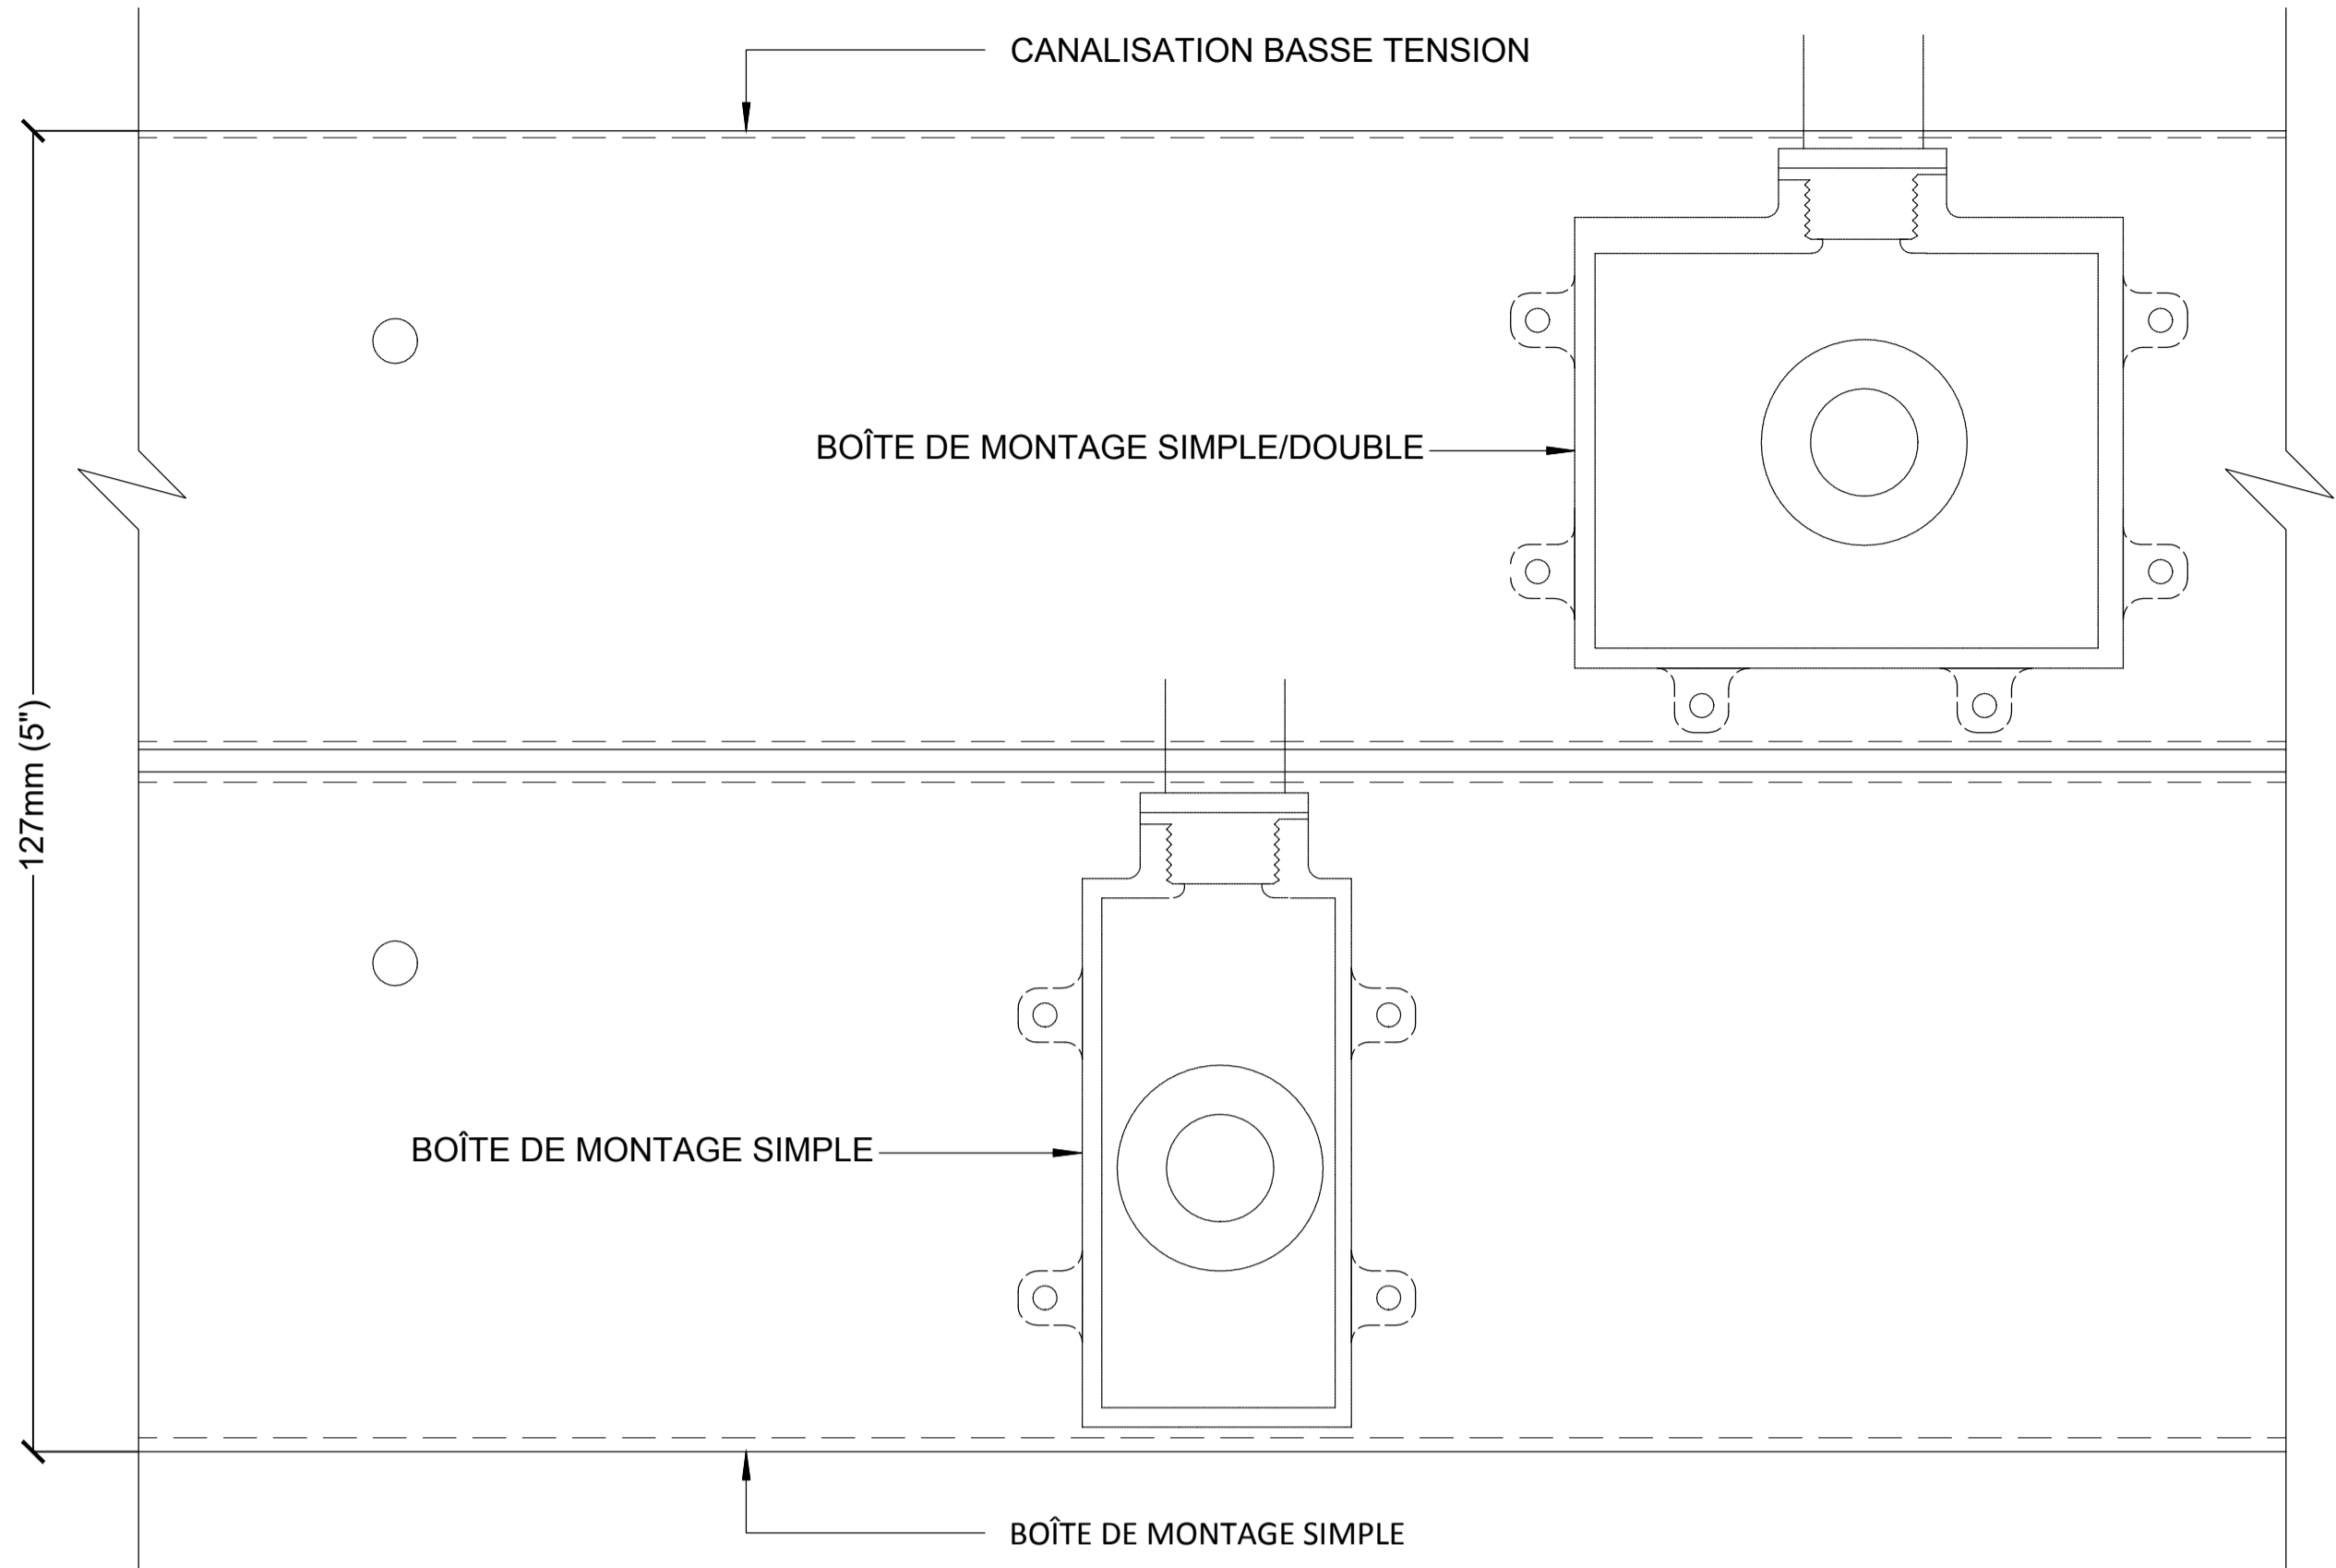 CANALISATION BASSE TENSION
BOÎTE DE MONTAGE SIMPLE/DOUBLE
127mm (5")
BOÎTE DE MONTAGE SIMPLE
BOÎTE DE MONTAGE SIMPLE